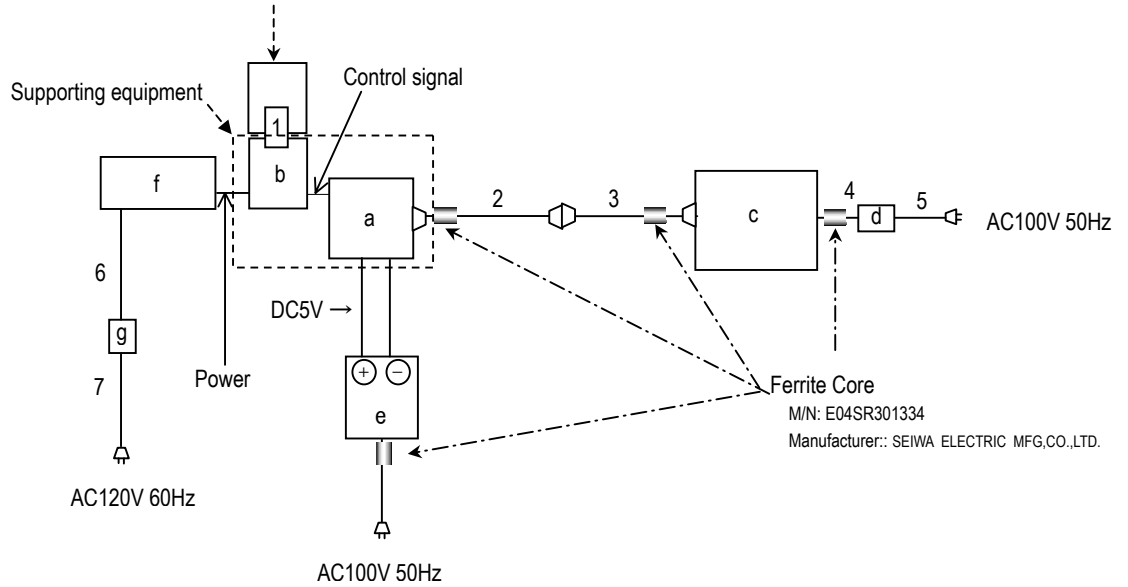 Supporting equipment
Control signal
1
b
f
a
2
3
c
4
d
5
AC100V 50Hz
6
DC5V →
g
7
Power
+
−
e
Ferrite Core
M/N: E04SR301334
Manufacturer:: SEIWA ELECTRIC MFG,CO.,LTD.
AC120V 60Hz
AC100V 50Hz